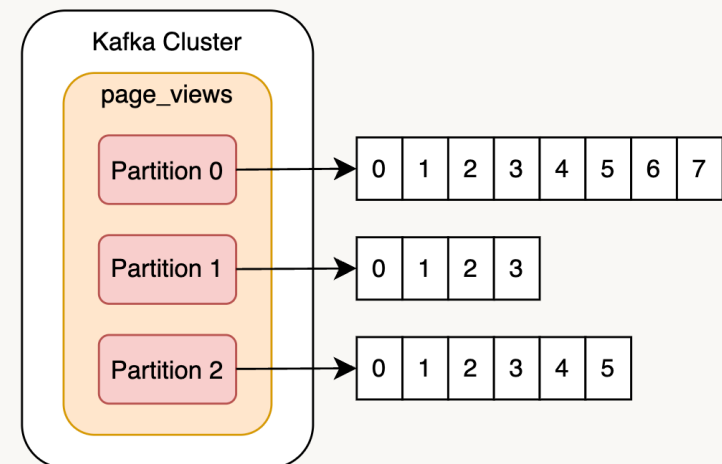 Kafka Cluster
page_views
Partition 0
0 1 2 3 4 5 6 7
Partition 1
0 1 2 3
Partition 2
0 1 2 3 4 5